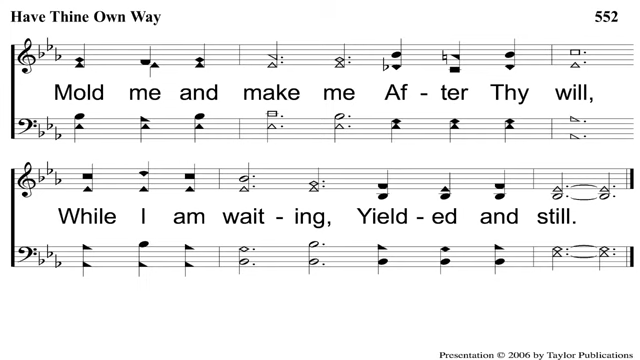 Have Thine Own Way 552
Mold me and make me Af - ter Thy will,
While I am wait - ing, Yield - ed and still.
Presentation © 2006 by Taylor Publications